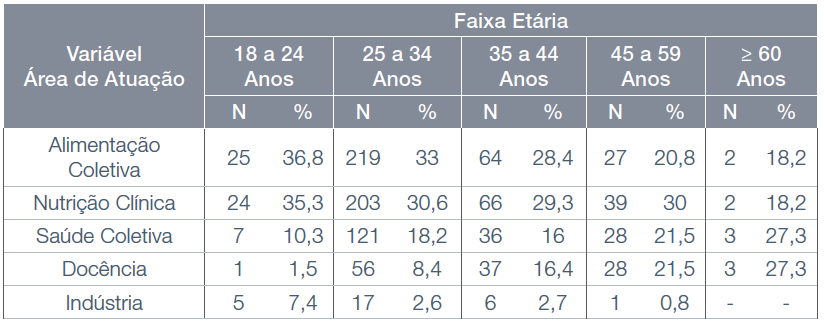 Variável
Área de Atuação
Faixa Etária
18 a 24 Anos 25 a 34 Anos 35 a 44 Anos 45 a 59 Anos ≥ 60 Anos
N % N % N % N % N %
Alimentação Coletiva 25 36,8 219 33 64 28,4 27 20,8 2 18,2
Nutrição Clínica 24 35,3 203 30,6 66 29,3 39 30 2 18,2
Saúde Coletiva 7 10,3 121 18,2 36 16 28 21,5 3 27,3
Docência 1 1,5 56 8,4 37 16,4 28 21,5 3 27,3
Indústria 5 7,4 17 2,6 6 2,7 1 0,8 - -